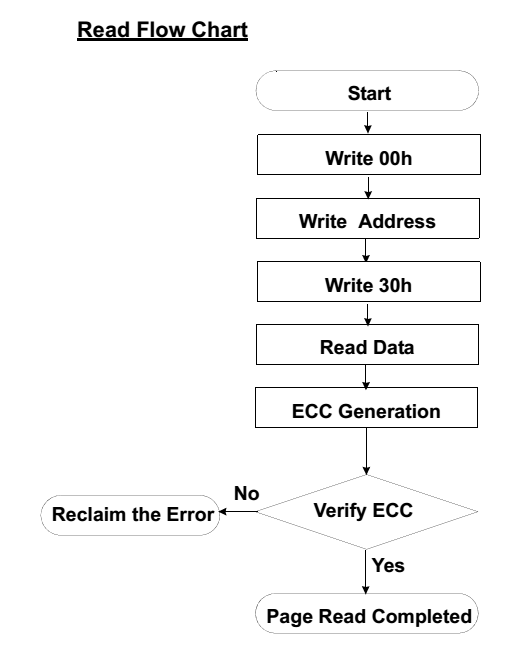 Read Flow Chart
Start
Write 00h
Write Address
Write 30h
Read Data
ECC Generation
Verify ECC
No
Reclaim the Error
Yes
Page Read Completed